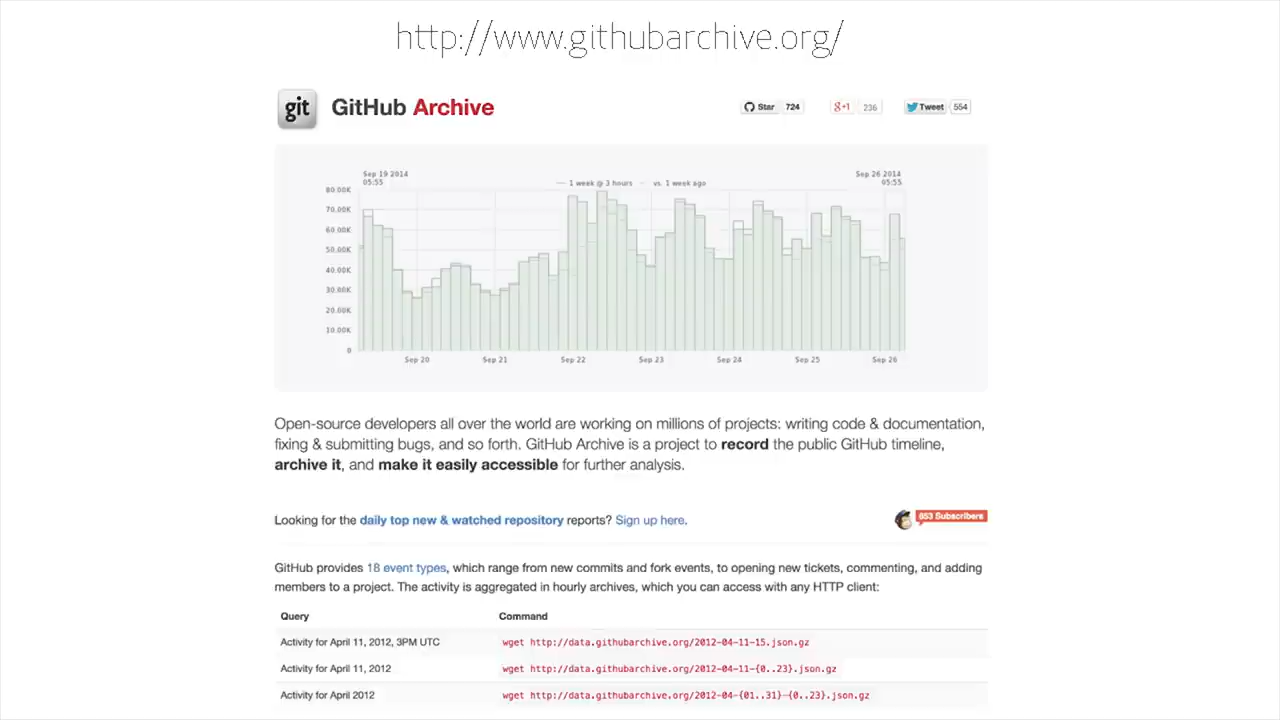 http://www.githubarchive.org/
git GitHub Archive Star 724 g+1 236 Tweet 554
Sep 19 2014 05:55
1 week @ 3 hours vs. 1 week ago
Sep 26 2014 05:55
80.00K
70.00K
60.00K
50.00K
40.00K
30.00K
20.00K
10.00K
0
Sep 20 Sep 21 Sep 22 Sep 23 Sep 24 Sep 25 Sep 26
Open-source developers all over the world are working on millions of projects: writing code & documentation,
fixing & submitting bugs, and so forth. GitHub Archive is a project to record the public GitHub timeline,
archive it, and make it easily accessible for further analysis.
Looking for the daily top new & watched repository reports? Sign up here. 653 Subscribers
GitHub provides 18 event types, which range from new commits and fork events, to opening new tickets, commenting, and adding
members to a project. The activity is aggregated in hourly archives, which you can access with any HTTP client:
Query Command
Activity for April 11, 2012, 3PM UTC wget http://data.githubarchive.org/2012-04-11-15.json.gz
Activity for April 11, 2012 wget http://data.githubarchive.org/2012-04-11-{0..23}.json.gz
Activity for April 2012 wget http://data.githubarchive.org/2012-04-{01..31}-{0..23}.json.gz